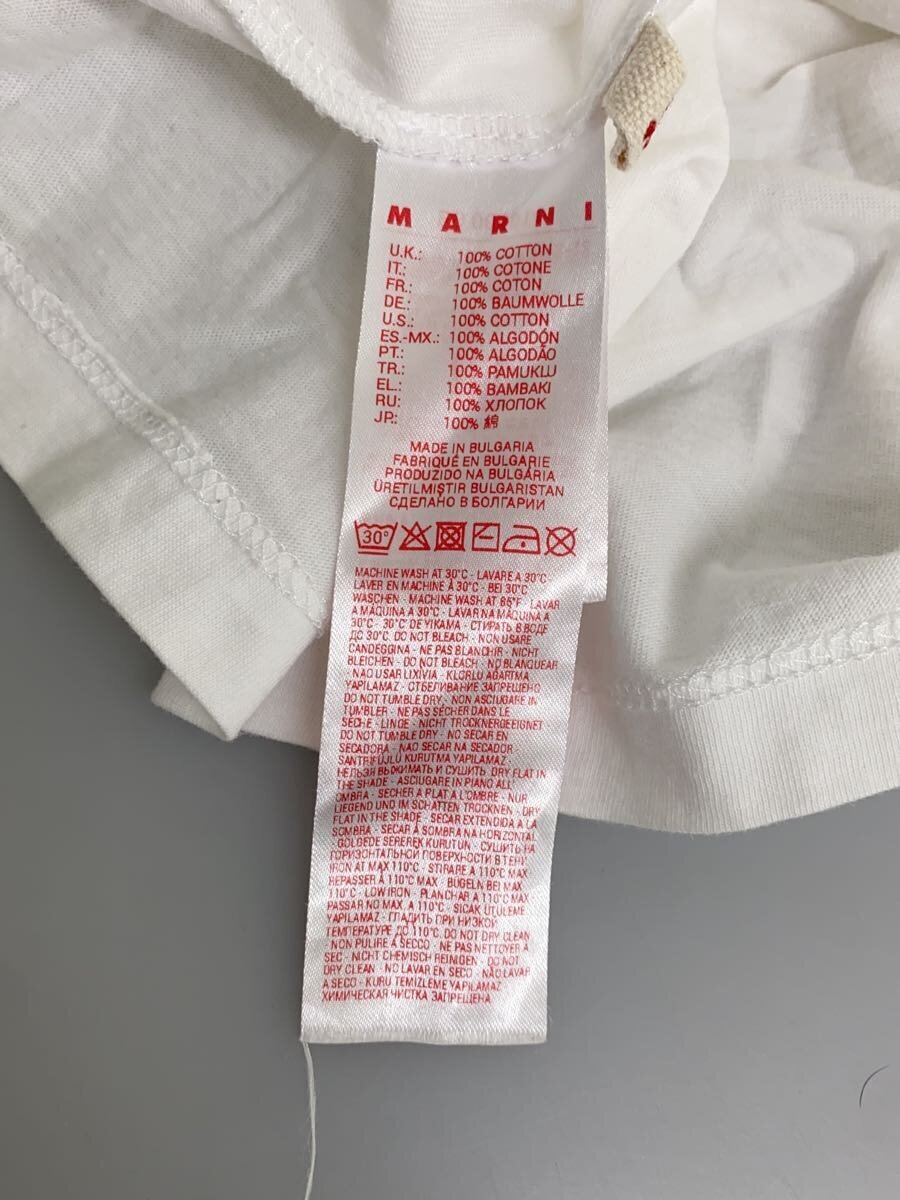 MARNI
U.K.: 100% COTTON
IT.: 100% COTONE
FR.: 100% COTON
DE.: 100% BAUMWOLLE
U.S.: 100% COTTON
ES.-MX.: 100% ALGODÓN
PT.: 100% ALGODÃO
TR.: 100% PAMUKLU
EL.: 100% BAMBAKI
RU: 100% ХЛОПОК
JP.: 100% 綿
MADE IN BULGARIA
FABRIQUÉ EN BULGARIE
PRODUZIDO NA BULGÁRIA
ÜRETILMIŞTIR BULGARISTAN
СДЕЛАНО В БОЛГАРИИ
30°
MACHINE WASH AT 30°C - LAVARE A 30°C -
LAVER EN MACHINE À 30°C - BEI 30°C
WASCHEN - MACHINE WASH AT 85°F - LAVAR
A MÁQUINA A 30°C - LAVAR NA MÁQUINA A
30°C - 30°C DE YIKAMA - СТИРАТЬ В ВОДЕ
ДО 30°C. DO NOT BLEACH - NON USARE
CANDEGGINA - NE PAS BLANCHIR - NICHT
BLEICHEN - DO NOT BLEACH - NO BLANQUEAR
- NÃO USAR LIXIVIA - KLORLU AĞARTMA
YAPILAMAZ - ОТБЕЛИВАНИЕ ЗАПРЕЩЕНО
DO NOT TUMBLE DRY - NON ASCIUGARE IN
TUMBLER - NE PAS SÉCHER DANS LE
SÈCHE - LINGE - NICHT TROCKNERGEEIGNET
DO NOT TUMBLE DRY - NO SECAR EN
SECADORA - NÃO SECAR NA SECADOR -
SANTRIFÜJLÜ KURUTMA YAPILAMAZ -
НЕЛЬЗЯ ВЫЖИМАТЬ И СУШИТЬ. DRY FLAT IN
THE SHADE - ASCIUGARE IN PIANO ALL'
OMBRA - SÉCHER A PLAT A L'OMBRE - NUR
LIEGEND UND IM SCHATTEN TROCKNEN - DRY
FLAT IN THE SHADE - SECAR EXTENDIDA A LA
SOMBRA - SECAR À SOMBRA NA HORIZONTAL
- GÖLGEDE SEREREK KURUTUN - СУШИТЬ НА
ГОРИЗОНТАЛЬНОЙ ПОВЕРХНОСТИ В ТЕНИ
IRON AT MAX 110°C - STIRARE A 110°C MAX -
REPASSER À 110°C MAX - BÜGELN BEI MAX
110°C - LOW IRON - PLANCHAR A 110°C MAX
PASSAR NO MAX. A 110°C - SICAK ÜTÜLEME
YAPILAMAZ - ГЛАДИТЬ ПРИ НИЗКОЙ
ТЕМПЕРАТУРЕ ДО 110°C. DO NOT DRY CLEAN
NON PULIRE A SECCO - NE PAS NETTOYER A
SEC - NICHT CHEMISCH REINIGEN - DO NOT
DRY CLEAN - NO LAVAR EN SECO - NÃO LAVAR
A SECO - KURU TEMIZLEME YAPILAMAZ -
ХИМИЧЕСКАЯ ЧИСТКА ЗАПРЕЩЕНА